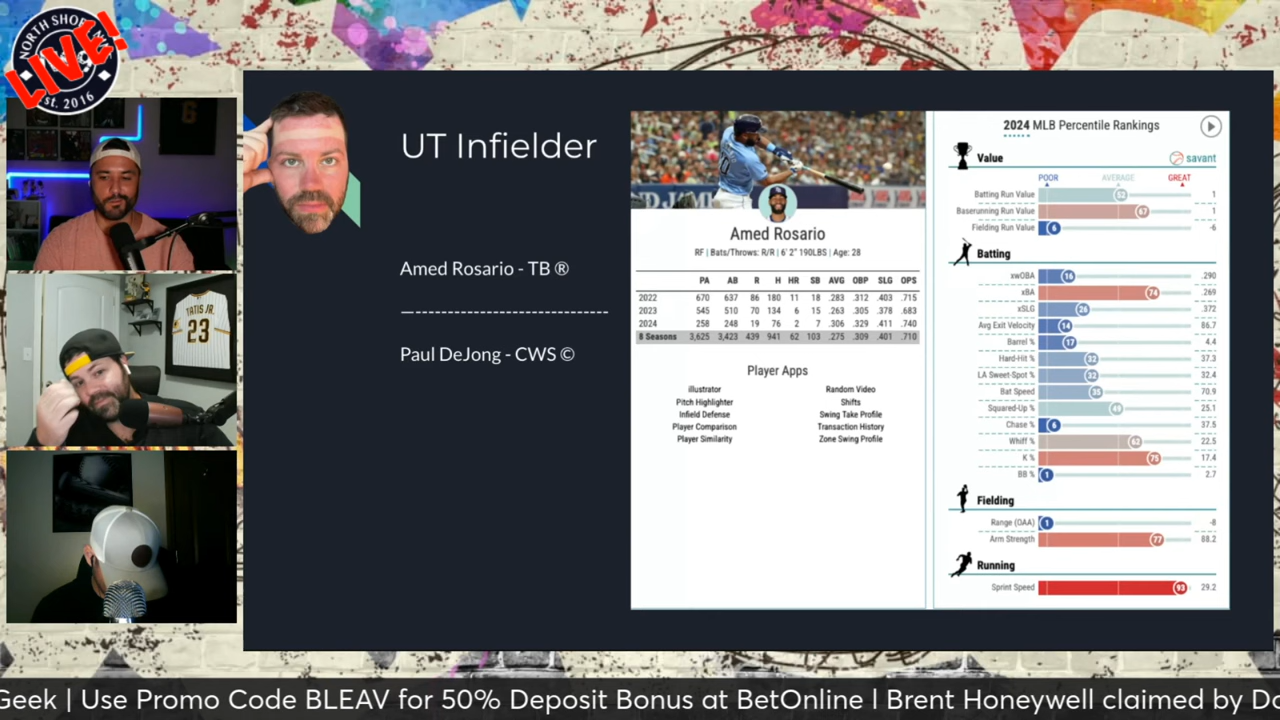 NORTH SHORE
LIVE!
est. 2016
6
TATIS JR.
23
UT Infielder
Amed Rosario - TB ®
Paul DeJong - CWS ©
Amed Rosario
RF | Bats/Throws: R/R | 6' 2" 190LBS | Age: 28
PA AB R H HR SB AVG OBP SLG OPS
2022 670 637 86 180 11 18 .283 .312 .403 .715
2023 545 510 70 134 6 15 .263 .305 .378 .683
2024 258 248 19 76 2 7 .306 .329 .411 .740
8 Seasons 3,625 3,423 439 941 62 103 .275 .309 .401 .710
Player Apps
illustrator Random Video
Pitch Highlighter Shifts
Infield Defense Swing Take Profile
Player Comparison Transaction History
Player Similarity Zone Swing Profile
2024 MLB Percentile Rankings
Value savant
POOR AVERAGE GREAT
Batting Run Value 52 1
Baserunning Run Value 67 1
Fielding Run Value 6 -6
Batting
xwOBA 16 .290
xBA 74 .269
xSLG 26 .372
Avg Exit Velocity 14 86.7
Barrel % 17 4.4
Hard-Hit % 32 37.3
LA Sweet-Spot % 32 32.4
Bat Speed 35 70.9
Squared-Up % 49 25.1
Chase % 6 37.5
Whiff % 63 22.5
K % 75 17.4
BB % 1 2.7
Fielding
Range (OAA) 1 -8
Arm Strength 77 88.2
Running
Sprint Speed 93 29.2
Geek | Use Promo Code BLEAV for 50% Deposit Bonus at BetOnline | Brent Honeywell claimed by Do